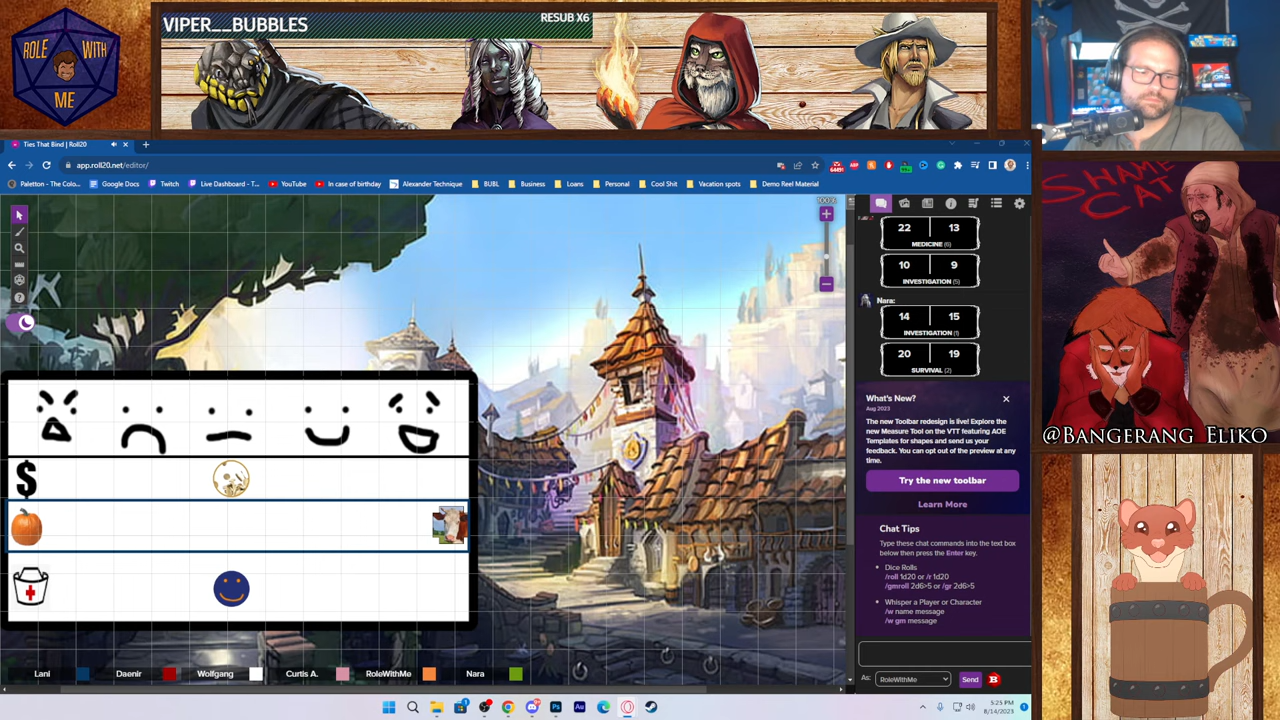 ROLE WITH
ME
VIPER__BUBBLES
RESUB X6
SHAME
CAT
@BANGERANG_ELIKO
Ties That Bind | Roll20
app.roll20.net/editor/
Paletton - The Colo...
Google Docs
Twitch
Live Dashboard - T...
YouTube
In case of birthday
Alexander Technique
BUBL
Business
Loans
Personal
Cool Shit
Vacation spots
Demo Reel Material
100%
22 13
MEDICINE (6)
10 9
INVESTIGATION (5)
Nara:
14 15
INVESTIGATION (1)
20 19
SURVIVAL (2)
What's New?
Aug 2023
The new Toolbar redesign is live! Explore the
new Measure Tool on the VTT featuring AOE
Templates for shapes and send us your
feedback. You can opt out of the preview at any
time.
Try the new toolbar
Learn More
Chat Tips
Type these chat commands into the text box
below then press the Enter key.
Dice Rolls
/roll 1d20 or /r 1d20
/gmroll 2d6>5 or /gr 2d6>5
Whisper a Player or Character
/w name message
/w gm message
$
Lani
Daenir
Wolfgang
Curtis A.
RoleWithMe
Nara
As:
RoleWithMe
Send
B
5:25 PM
8/14/2023